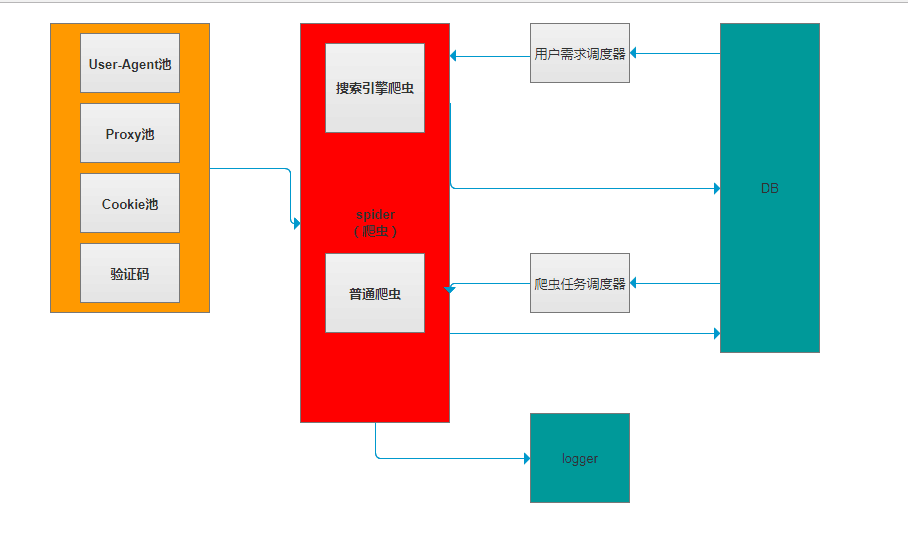 User-Agent池
Proxy池
Cookie池
验证码
搜索引擎爬虫
spider
(爬虫)
普通爬虫
用户需求调度器
爬虫任务调度器
DB
logger